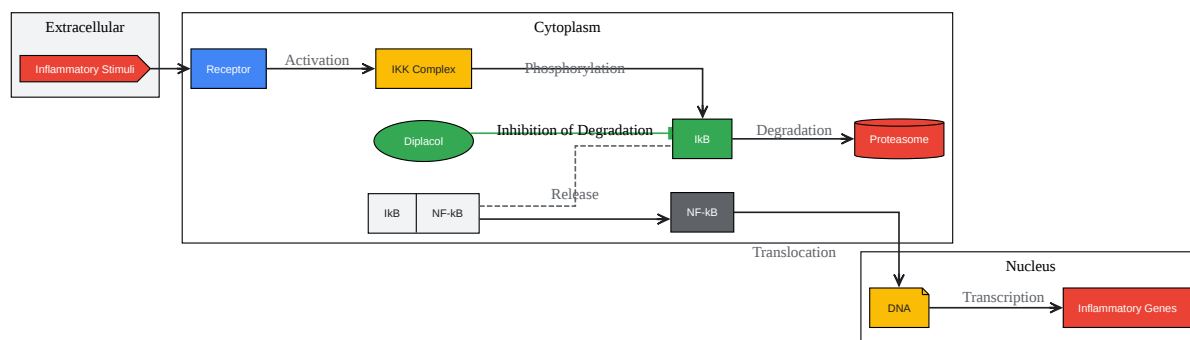 Extracellular
Cytoplasm
Inflammatory Stimuli
Receptor
Activation
IKK Complex
Phosphorylation
Diplacol
Inhibition of Degradation
IkB
Degradation
Proteasome
IkB
NF-kB
Release
NF-kB
Translocation
Nucleus
DNA
Transcription
Inflammatory Genes